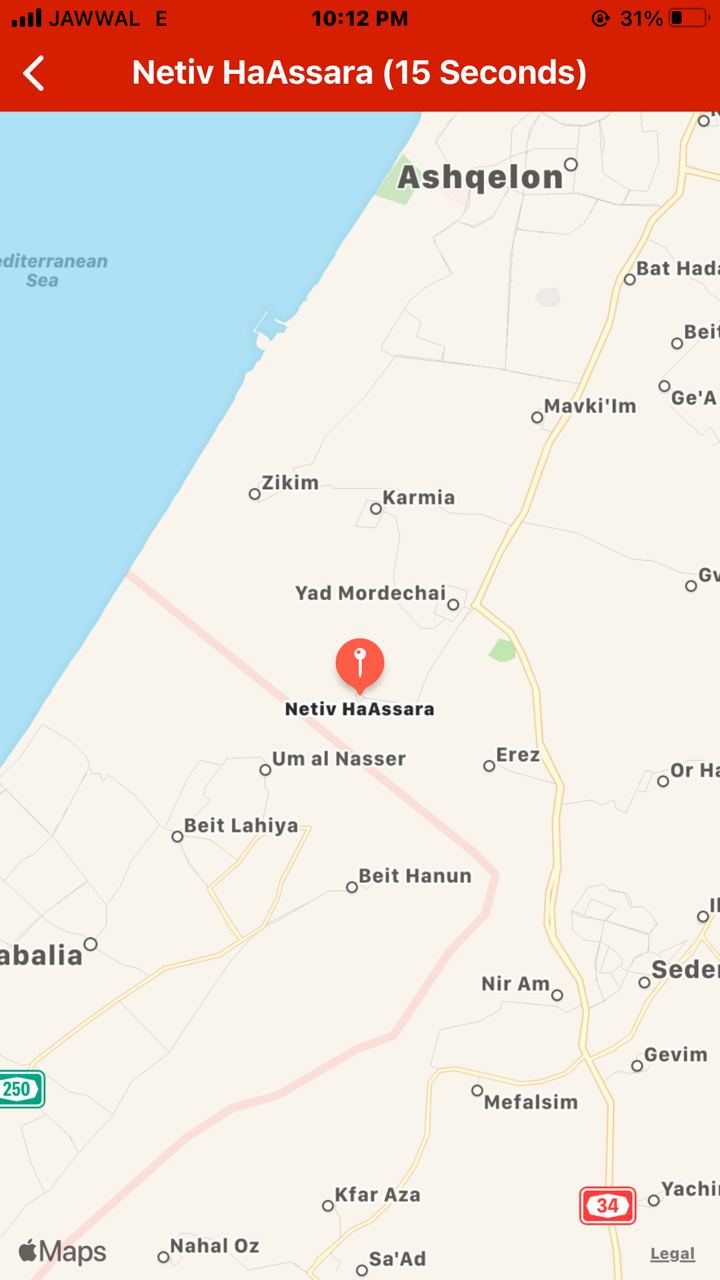 JAWWAL E 10:12 PM 31%
Netiv HaAssara (15 Seconds)
Ashqelon
editerranean
Sea
Bat Hada
Beit
Ge'A
Mavki'Im
Zikim
Karmia
Gv
Yad Mordechai
Netiv HaAssara
Um al Nasser
Erez
Or Ha
Beit Lahiya
Beit Hanun
abalia
Seder
Nir Am
Gevim
250
Mefalsim
Kfar Aza
Yachi
34
Nahal Oz
Sa'Ad
Maps
Legal